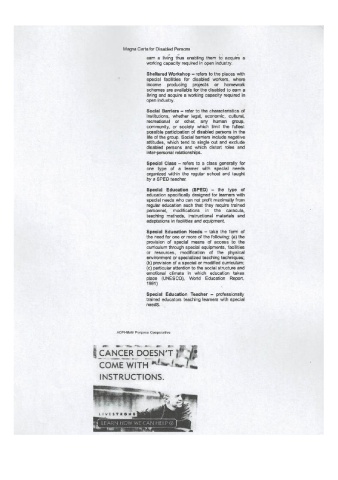 Magna Carta for Disabled Persons
earn a living thus enabling them to acquire a
working capacity required in open industry.
Sheltered Workshop – refers to the places with
special facilities for disabled workers, where
income producing projects or homework
schemes are available for the disabled to earn a
living and acquire a working capacity required in
open industry.
Social Barriers – refer to the characteristics of
institutions, whether legal, economic, cultural,
recreational or other, any human group,
community, or society which limit the fullest
possible participation of disabled persons in the
life of the group. Social barriers include negative
attitudes, which tend to single out and exclude
disabled persons and which distort roles and
inter-personal relationships.
Special Class – refers to a class generally for
one type of a learner with special needs
organized within the regular school and taught
by a SPED teacher.
Special Education (SPED) – the type of
education specifically designed for learners with
special needs who can not profit maximally from
regular education such that they require trained
personnel, modifications in the curricula,
teaching methods, instructional materials and
adaptations in facilities and equipment.
Special Education Needs – take the form of
the need for one or more of the following: (a) the
provision of special means of access to the
curriculum through special equipments, facilities
or resources, modification of the physical
environment or specialized teaching techniques;
(b) provision of a special or modified curriculum;
(c) particular attention to the social structure and
emotional climate in which education takes
place (UNESCO, World Education Report,
1991)
Special Education Teacher – professionally
trained educators teaching learners with special
needs.
Purpose Cooperative
CANCER DOESN'T
COME WITH
INSTRUCTIONS.
LIVESTRONG
LEARN HOW WE CAN HELP